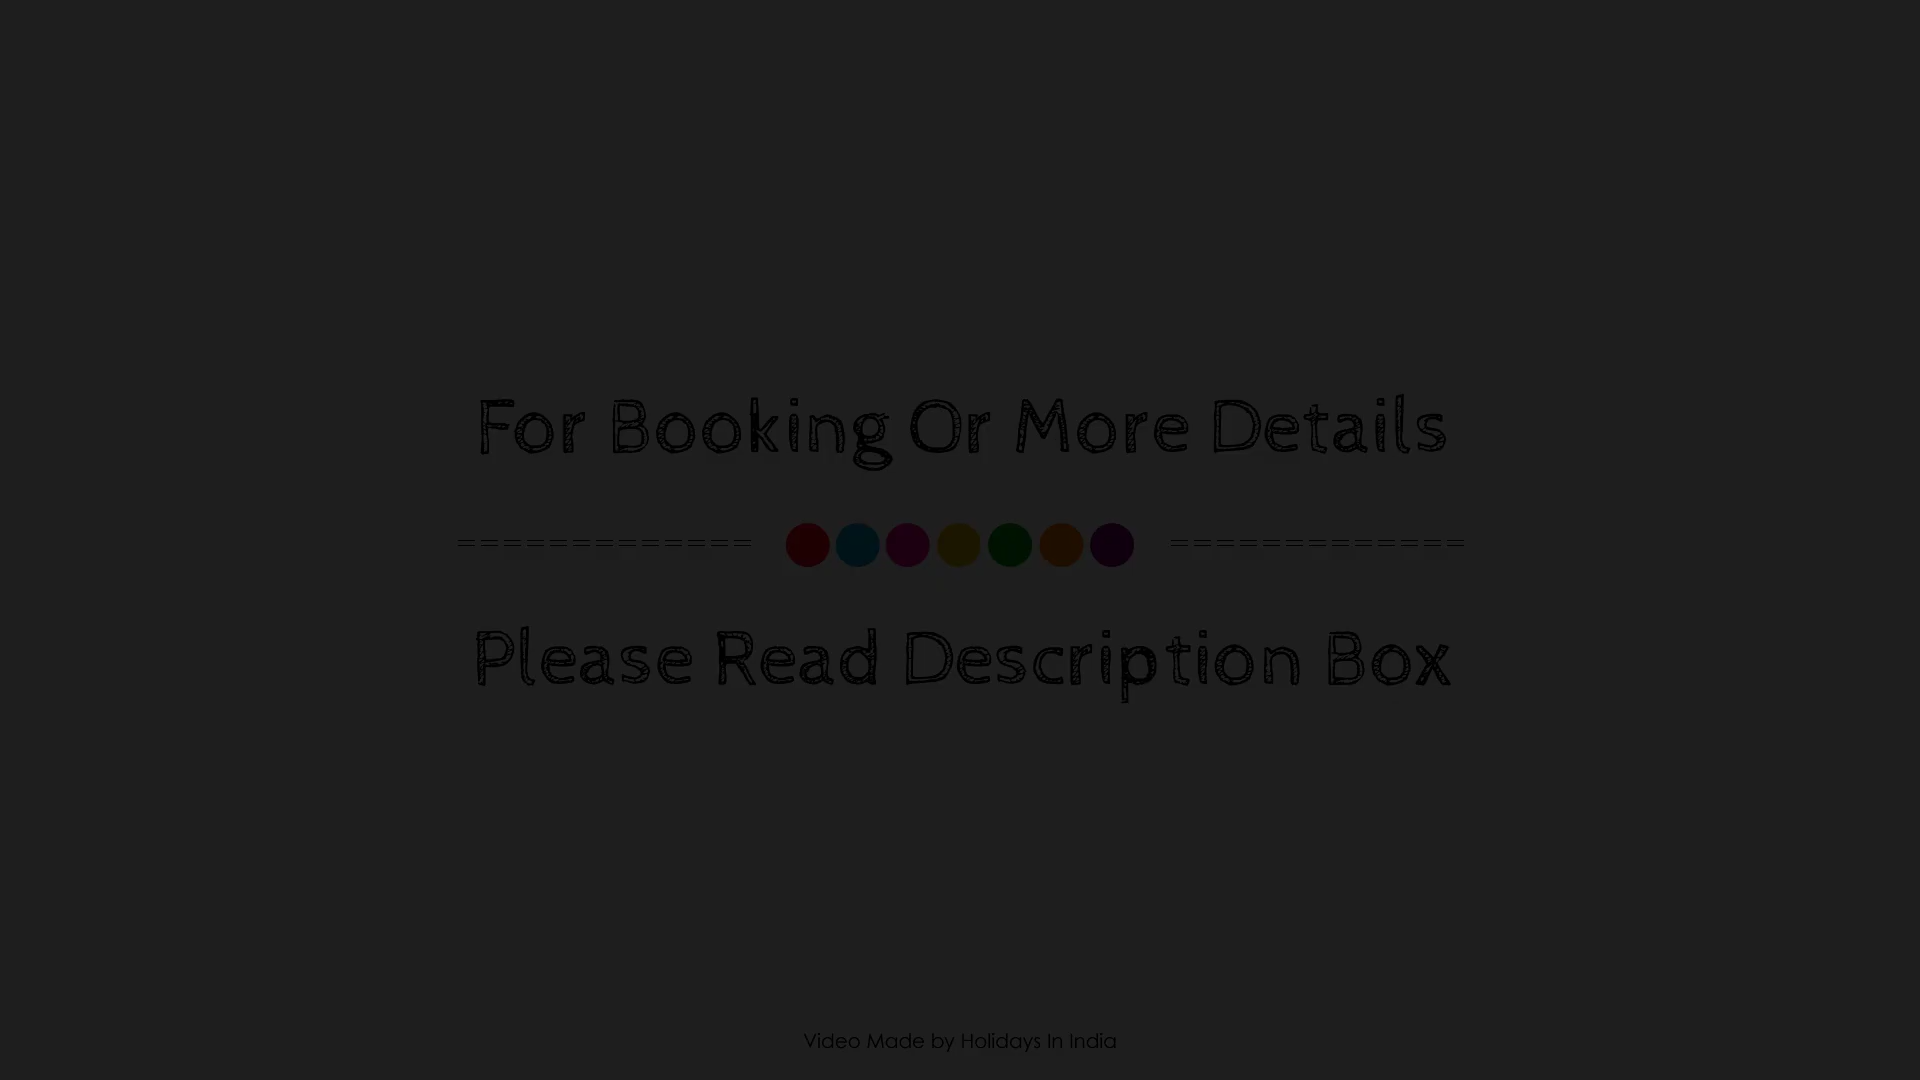 For Booking Or More Details
============= =============
Please Read Description Box
Video Made by Holidays In India